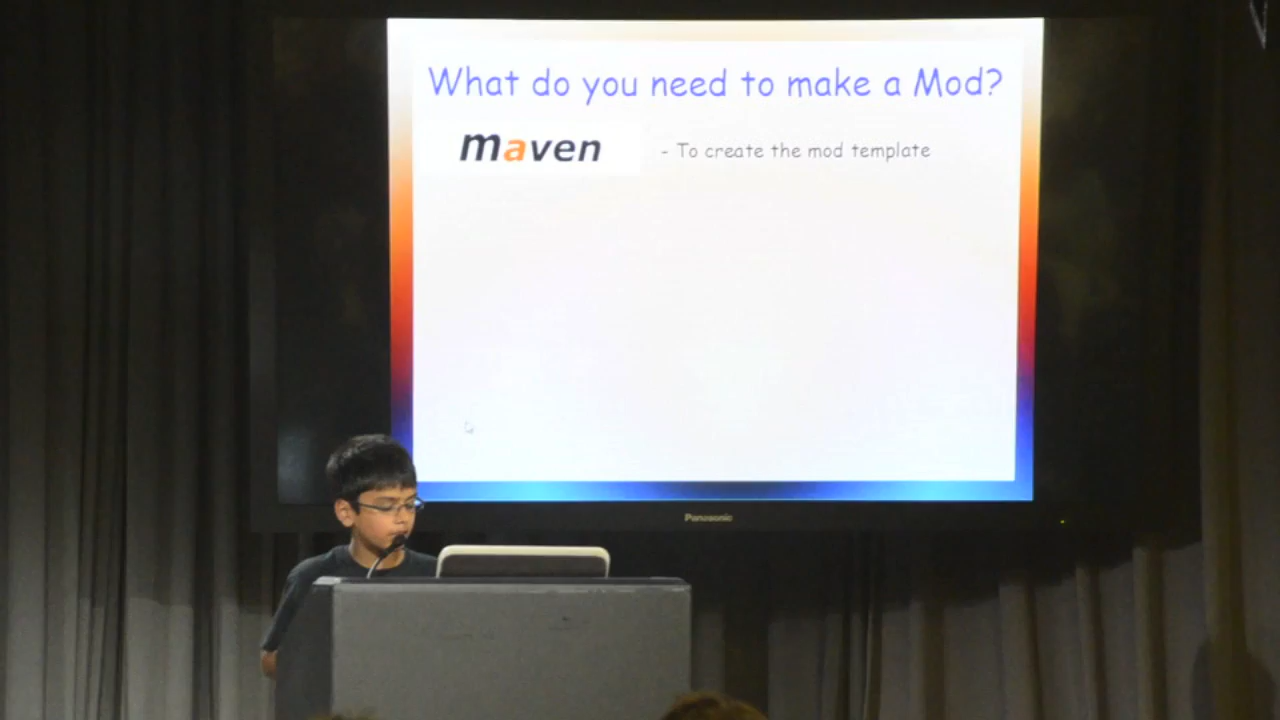 What do you need to make a Mod?
maven - To create the mod template
Panasonic